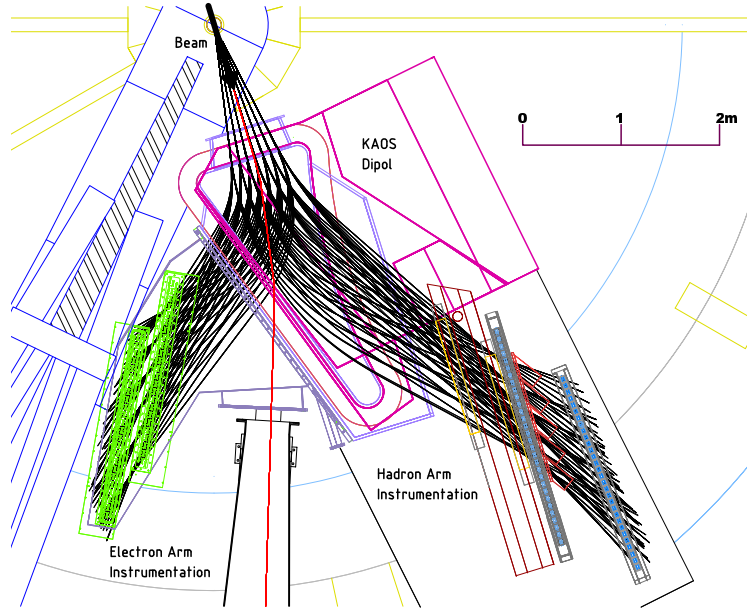 Beam
KAOS
Dipol
0 1 2m
Hadron Arm
Instrumentation
Electron Arm
Instrumentation